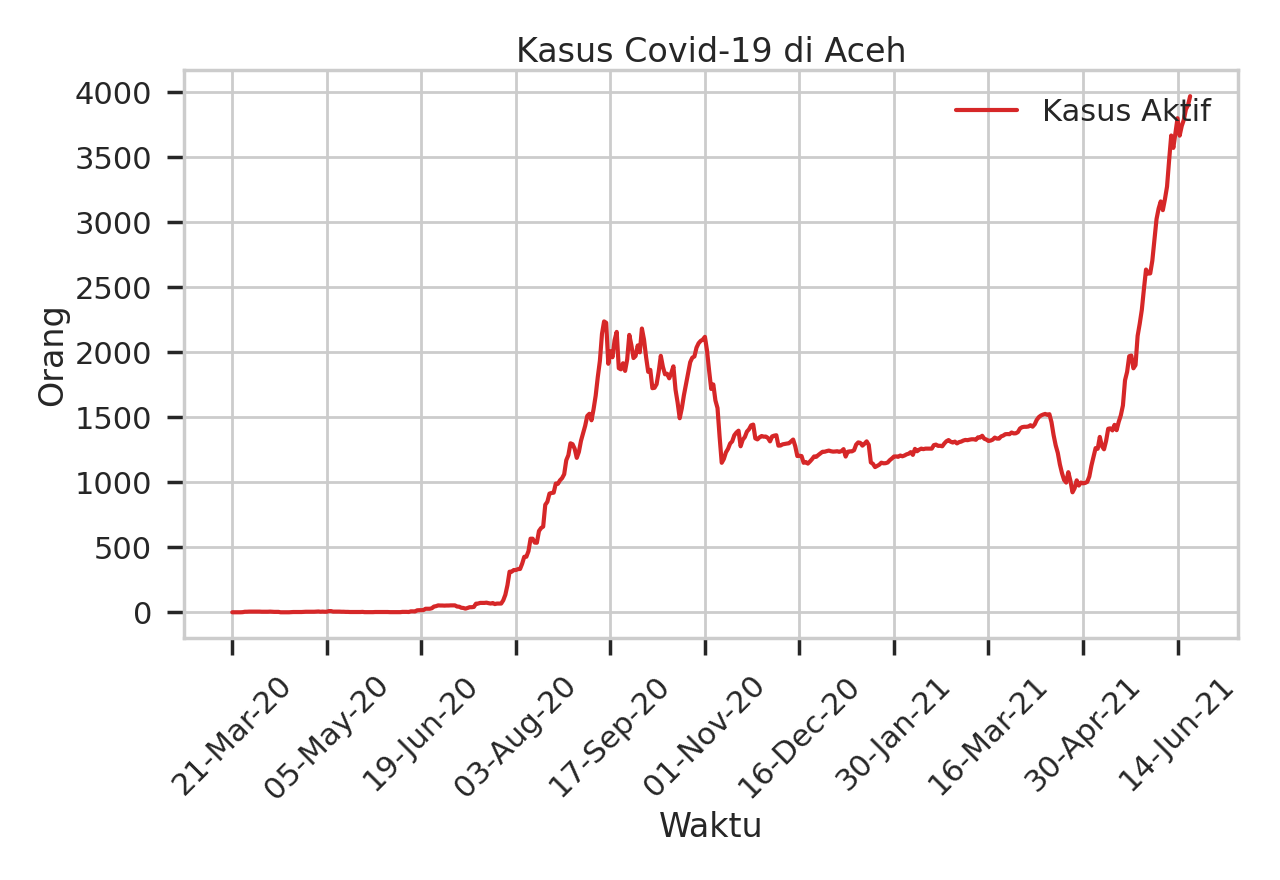 Kasus Covid-19 di Aceh
Kasus Aktif
4000
3500
3000
2500
2000
1500
1000
500
0
Orang
21-Mar-20
05-May-20
19-Jun-20
03-Aug-20
17-Sep-20
01-Nov-20
16-Dec-20
30-Jan-21
16-Mar-21
30-Apr-21
14-Jun-21
Waktu